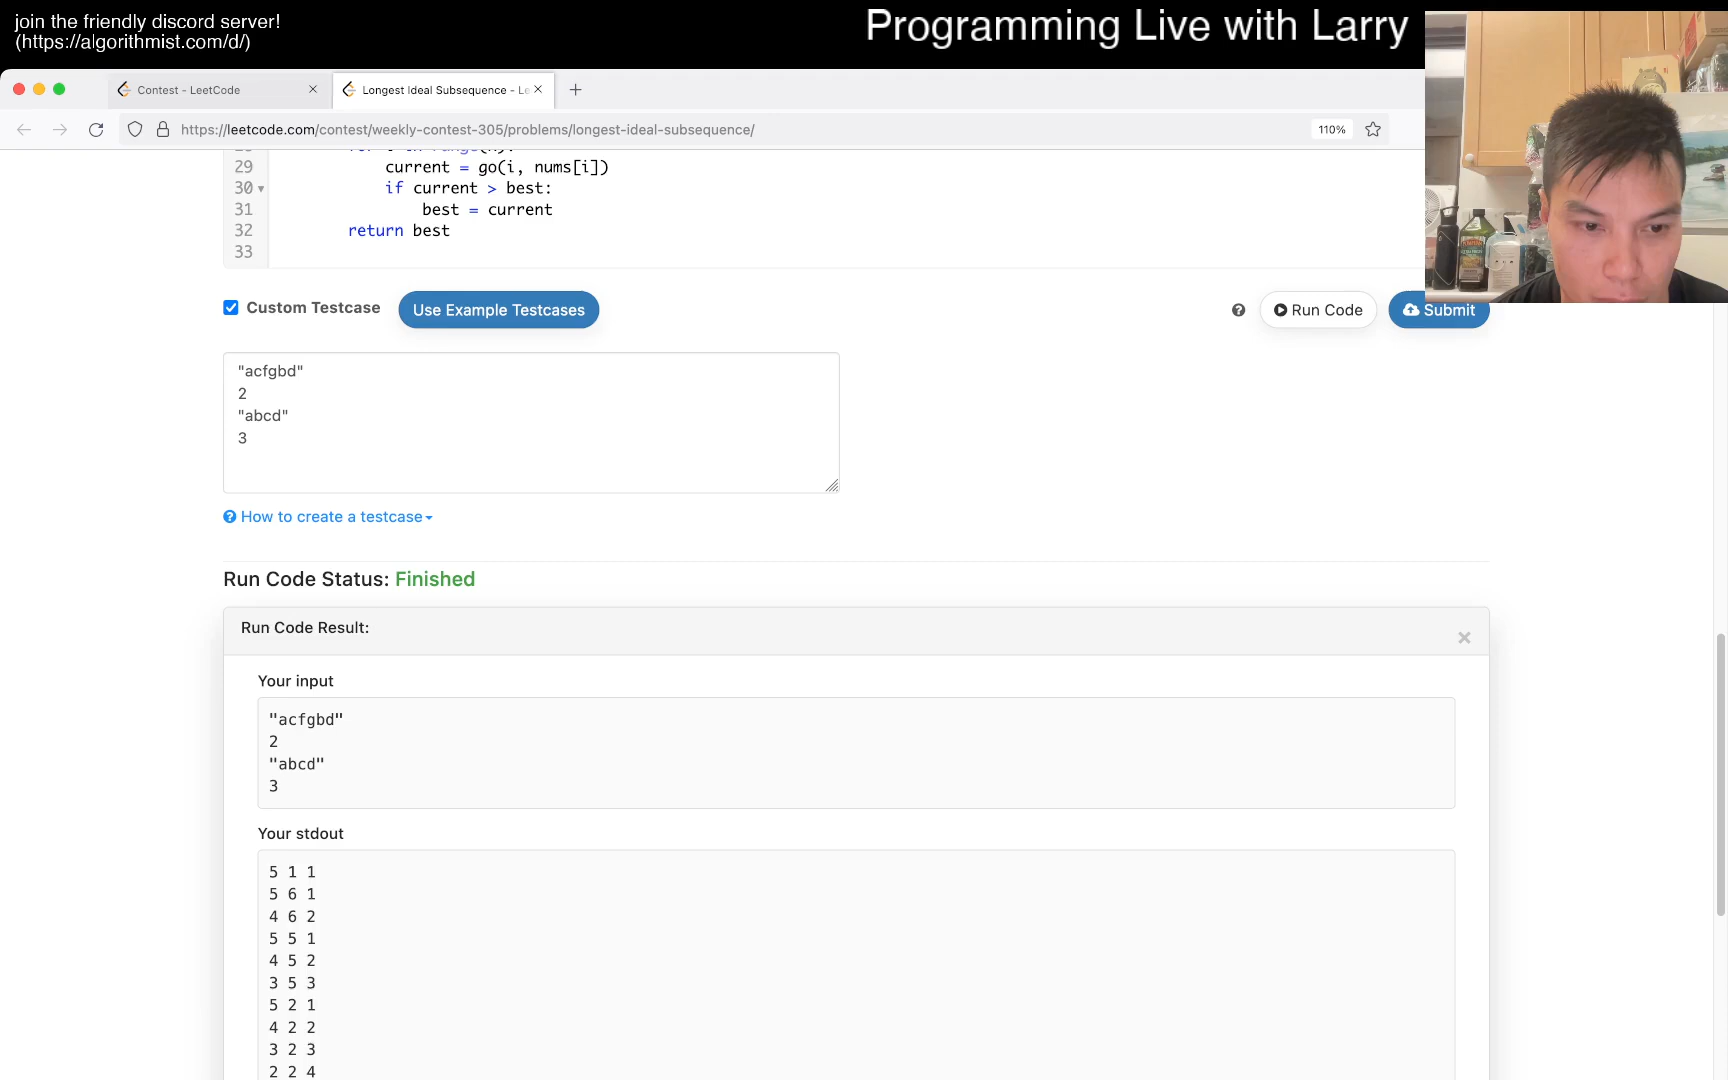 join the friendly discord server!
(https://algorithmist.com/d/)
Programming Live with Larry
Contest - LeetCode
Longest Ideal Subsequence - Le
https://leetcode.com/contest/weekly-contest-305/problems/longest-ideal-subsequence/
110%
29 current = go(i, nums[i])
30 if current > best:
31 best = current
32 return best
33
Custom Testcase
Use Example Testcases
Run Code
Submit
"acfgbd"
2
"abcd"
3
How to create a testcase
Run Code Status: Finished
Run Code Result:
Your input
"acfgbd"
2
"abcd"
3
Your stdout
5 1 1
5 6 1
4 6 2
5 5 1
4 5 2
3 5 3
5 2 1
4 2 2
3 2 3
2 2 4